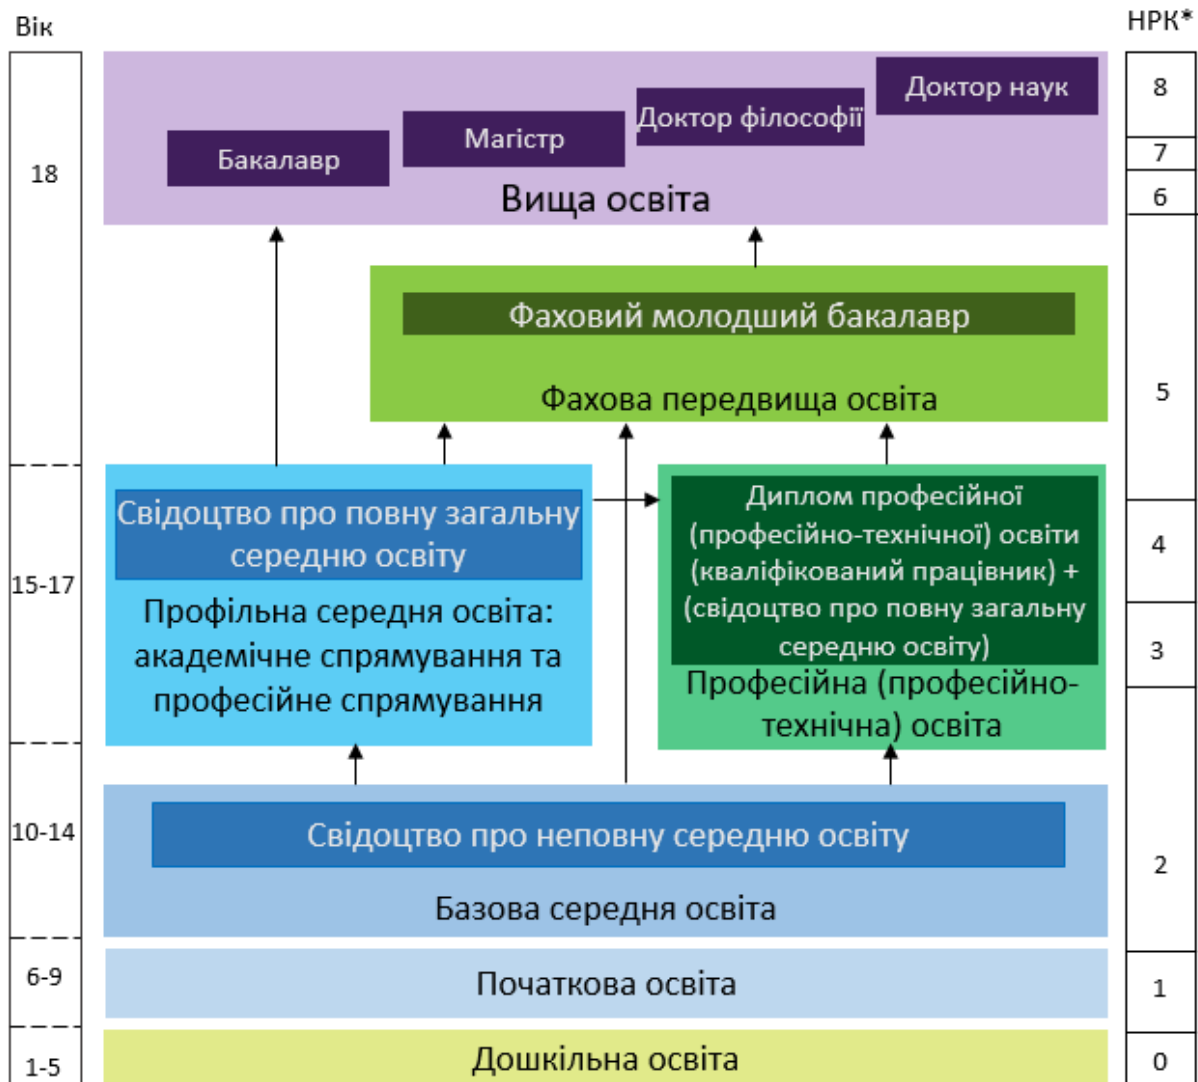 Вік
НРК*
8
Доктор наук
Доктор філософії
Магістр
7
Бакалавр
18
6
Вища освіта
Фаховий молодший бакалавр
5
Фахова передвища освіта
Свідоцтво про повну загальну
середню освіту
Диплом професійної
(професійно-технічної) освіти
(кваліфікований працівник) +
(свідоцтво про повну загальну
середню освіту)
4
15-17
Профільна середня освіта:
академічне спрямування та
професійне спрямування
3
Професійна (професійно-
технічна) освіта
10-14
Свідоцтво про неповну середню освіту
2
Базова середня освіта
6-9
Початкова освіта
1
1-5
Дошкільна освіта
0